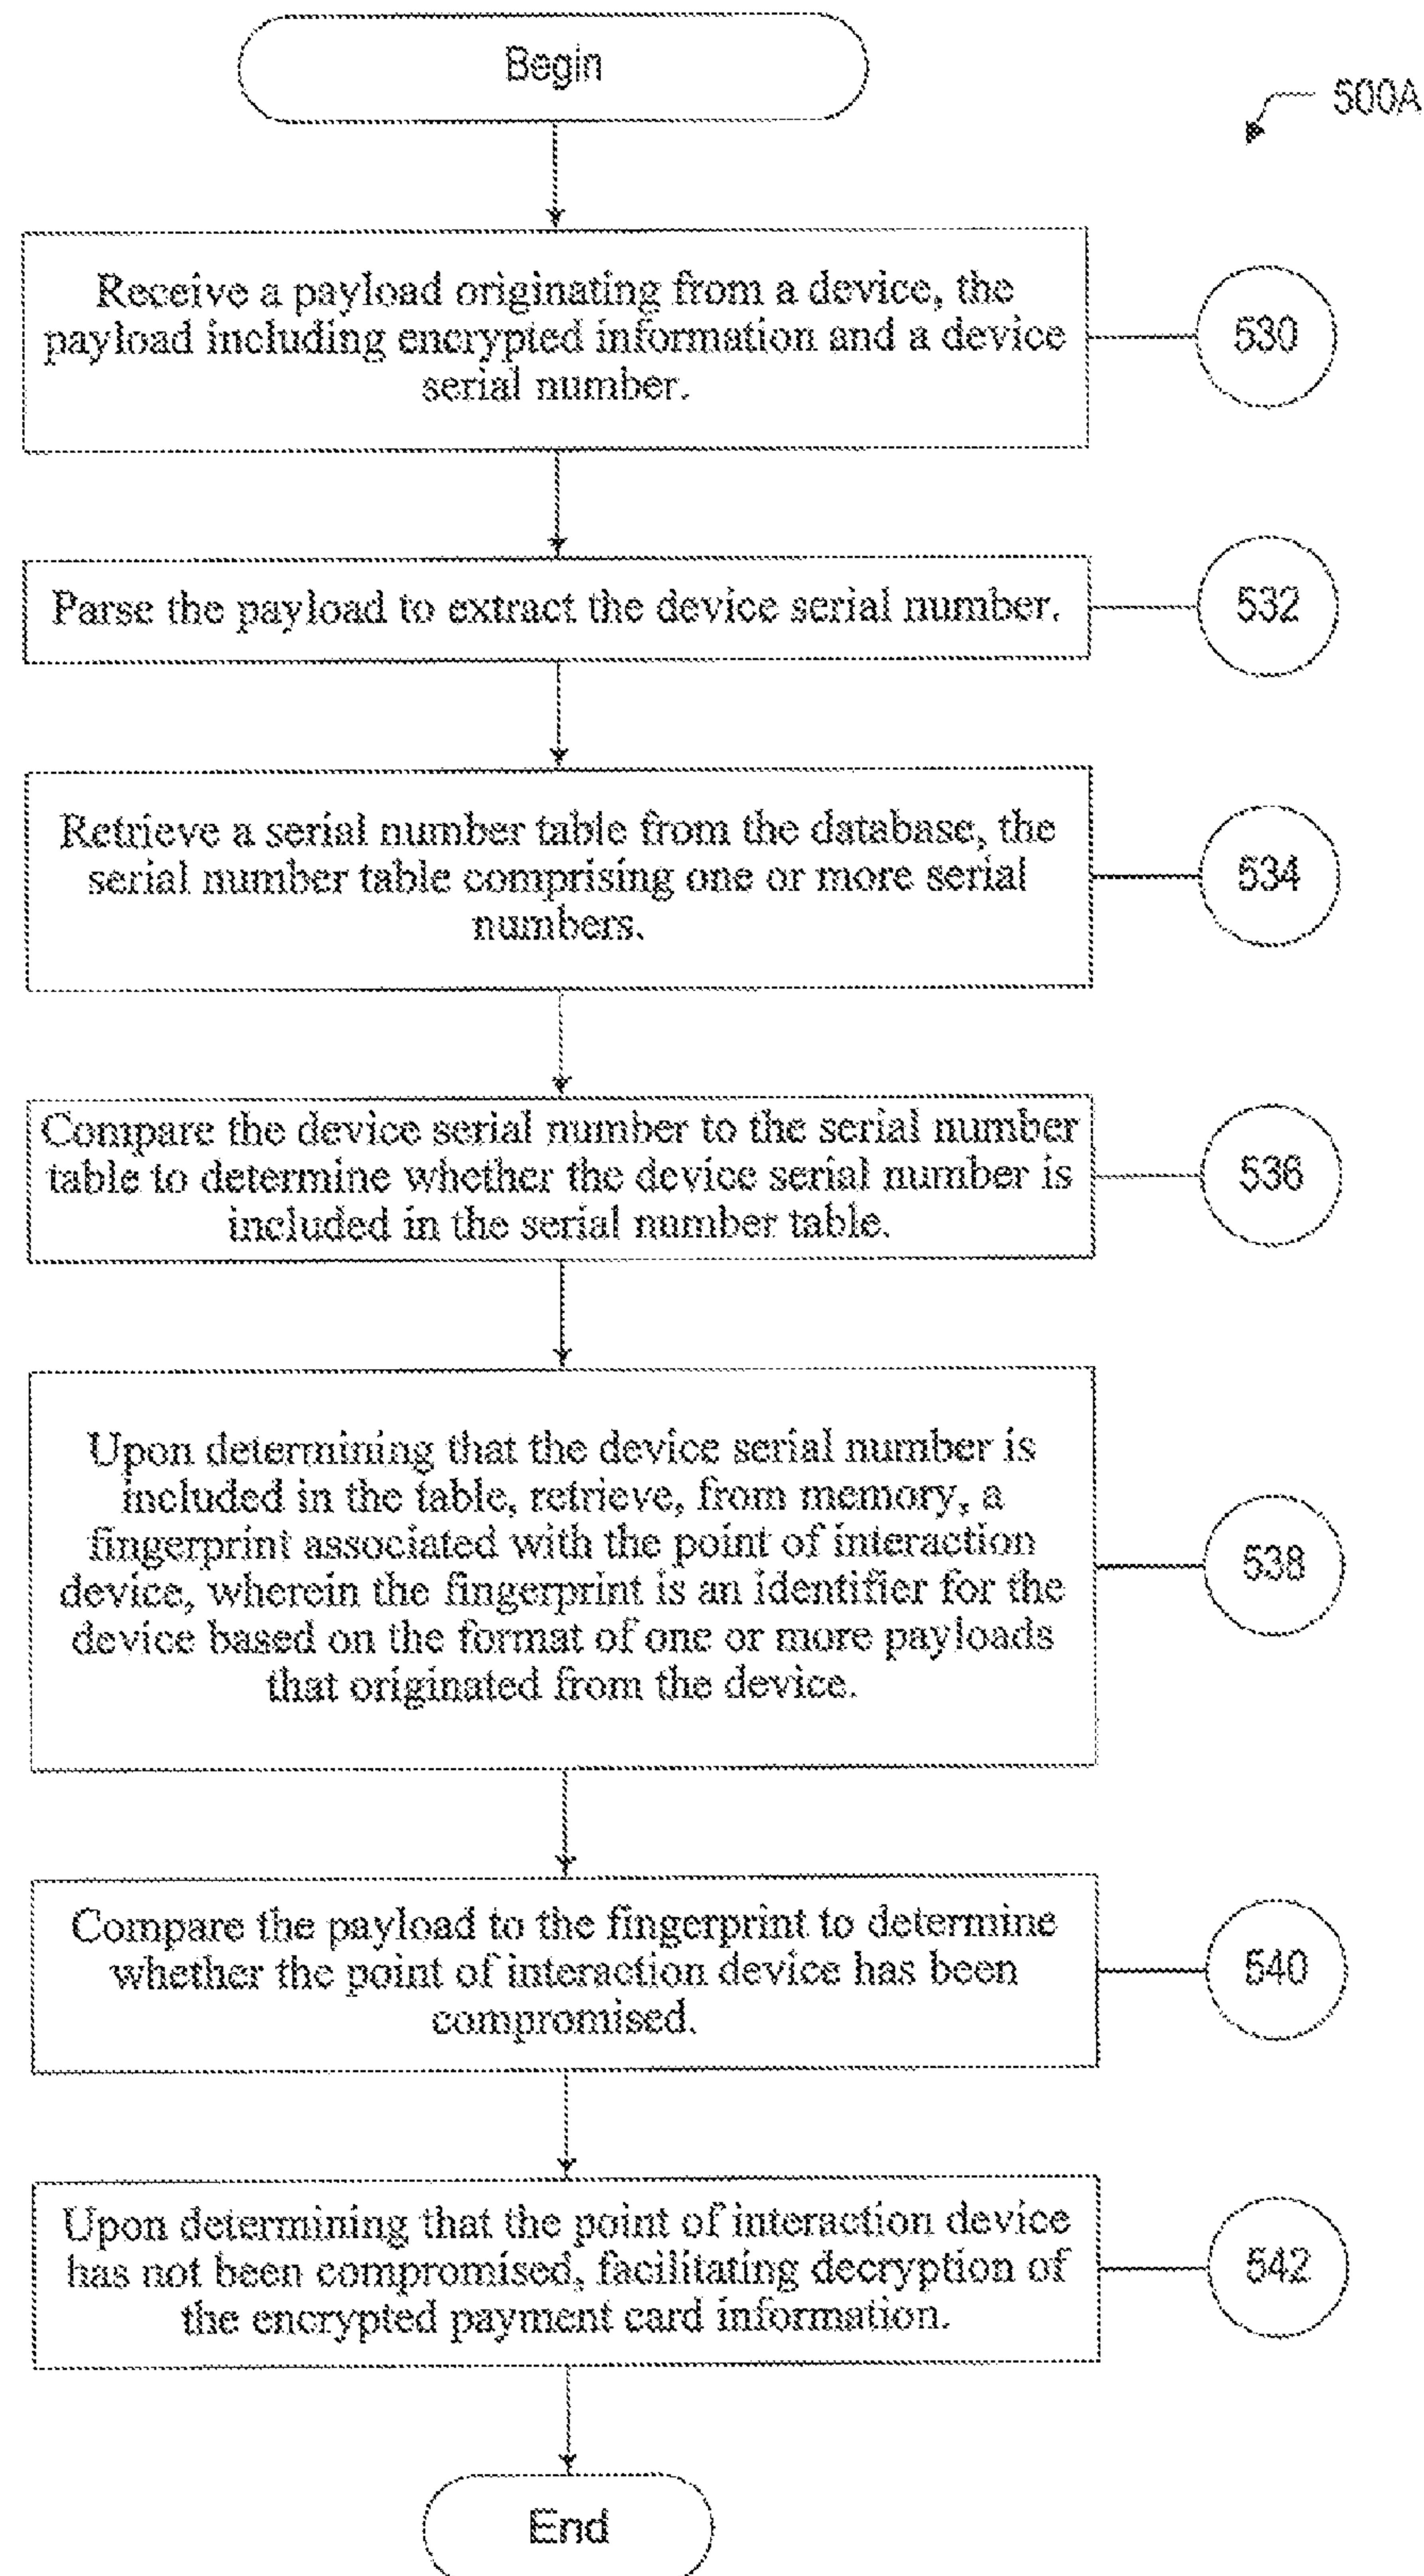 Begin
500A
Receive a payload originating from a device, the
payload including encrypted information and a device
serial number.
530
Parse the payload to extract the device serial number.
532
Retrieve a serial number table from the database, the
serial number table comprising one or more serial
numbers.
534
Compare the device serial number to the serial number
table to determine whether the device serial number is
included in the serial number table.
536
Upon determining that the device serial number is
included in the table, retrieve, from memory, a
fingerprint associated with the point of interaction
device, wherein the fingerprint is an identifier for the
device based on the format of one or more payloads
that originated from the device.
538
Compare the payload to the fingerprint to determine
whether the point of interaction device has been
compromised.
540
Upon determining that the point of interaction device
has not been compromised, facilitating decryption of
the encrypted payment card information.
542
End